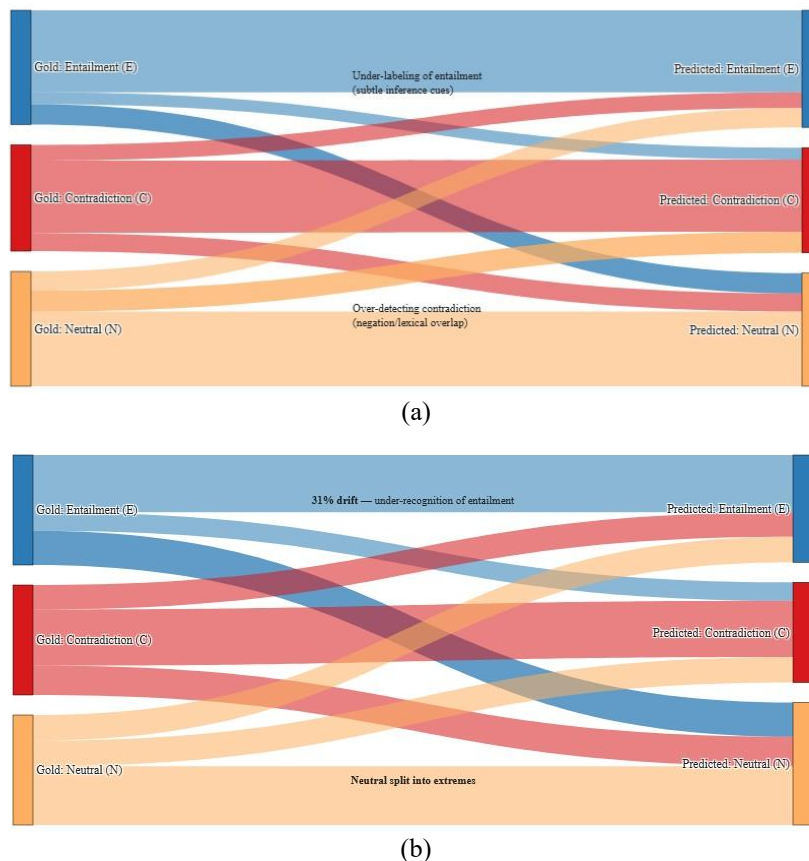 Gold: Entailment (E)
Under-labeling of entailment
(subtle inference cues)
Predicted: Entailment (E)
Gold: Contradiction (C)
Predicted: Contradiction (C)
Gold: Neutral (N)
Over-detecting contradiction
(negation/lexical overlap)
Predicted: Neutral (N)
(a)
31% drift — under-recognition of entailment
Gold: Entailment (E)
Predicted: Entailment (E)
Gold: Contradiction (C)
Predicted: Contradiction (C)
Gold: Neutral (N)
Predicted: Neutral (N)
Neutral split into extremes
(b)